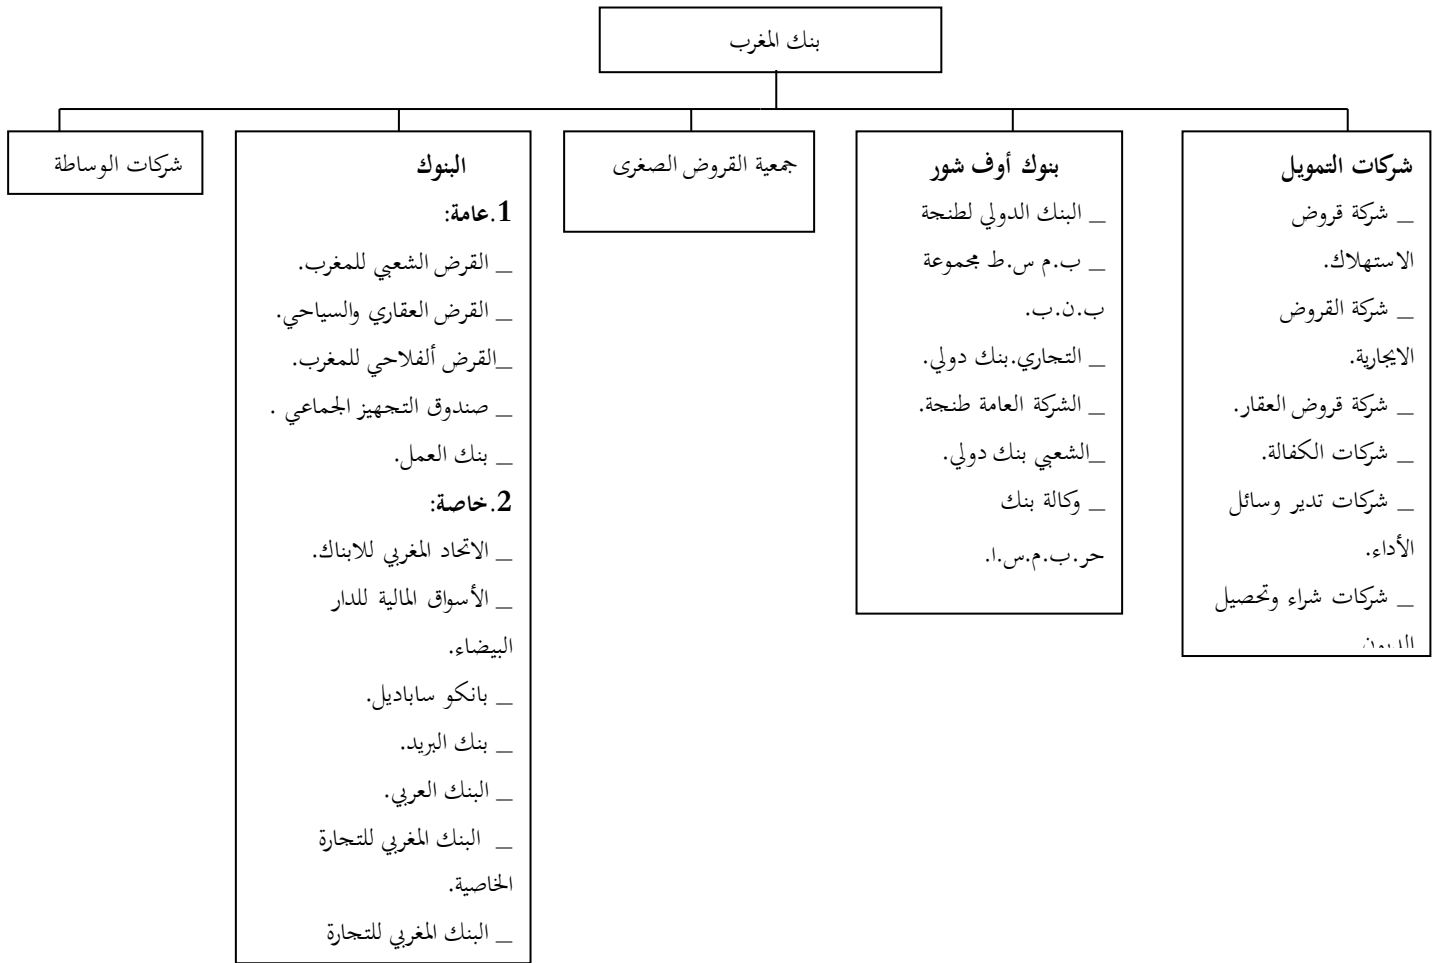 بنك المغرب
شركات التمويل
_ شركة قروض
الاستهلاك.
_ شركة القروض
الايجارية.
_ شركة قروض العقار.
_ شركات الكفالة.
_ شركات تدير وسائل
الأداء.
_ شركات شراء وتحصيل
بنوك أوف شور
_ البنك الدولي لطنجة
_ ب.م س.ط مجموعة
ب.ن.ب.
_ التجاري.بنك دولي.
_ الشركة العامة طنجة.
_الشعبي بنك دولي.
_ وكالة بنك
حر.ب.م.س.ا.
جمعية القروض الصغرى
البنوك
1.عامة:
_ القرض الشعبي للمغرب.
_ القرض العقاري والسياحي.
_القرض ألفلاحي للمغرب.
_ صندوق التجهيز الجماعي .
_ بنك العمل.
2.خاصة:
_ الاتحاد المغربي للابناك.
_ الأسواق المالية للدار
البيضاء.
_ بانكو ساباديل.
_ بنك البريد.
_ البنك العربي.
_ البنك المغربي للتجارة
الخاصية.
_ البنك المغربي للتجارة
شركات الوساطة